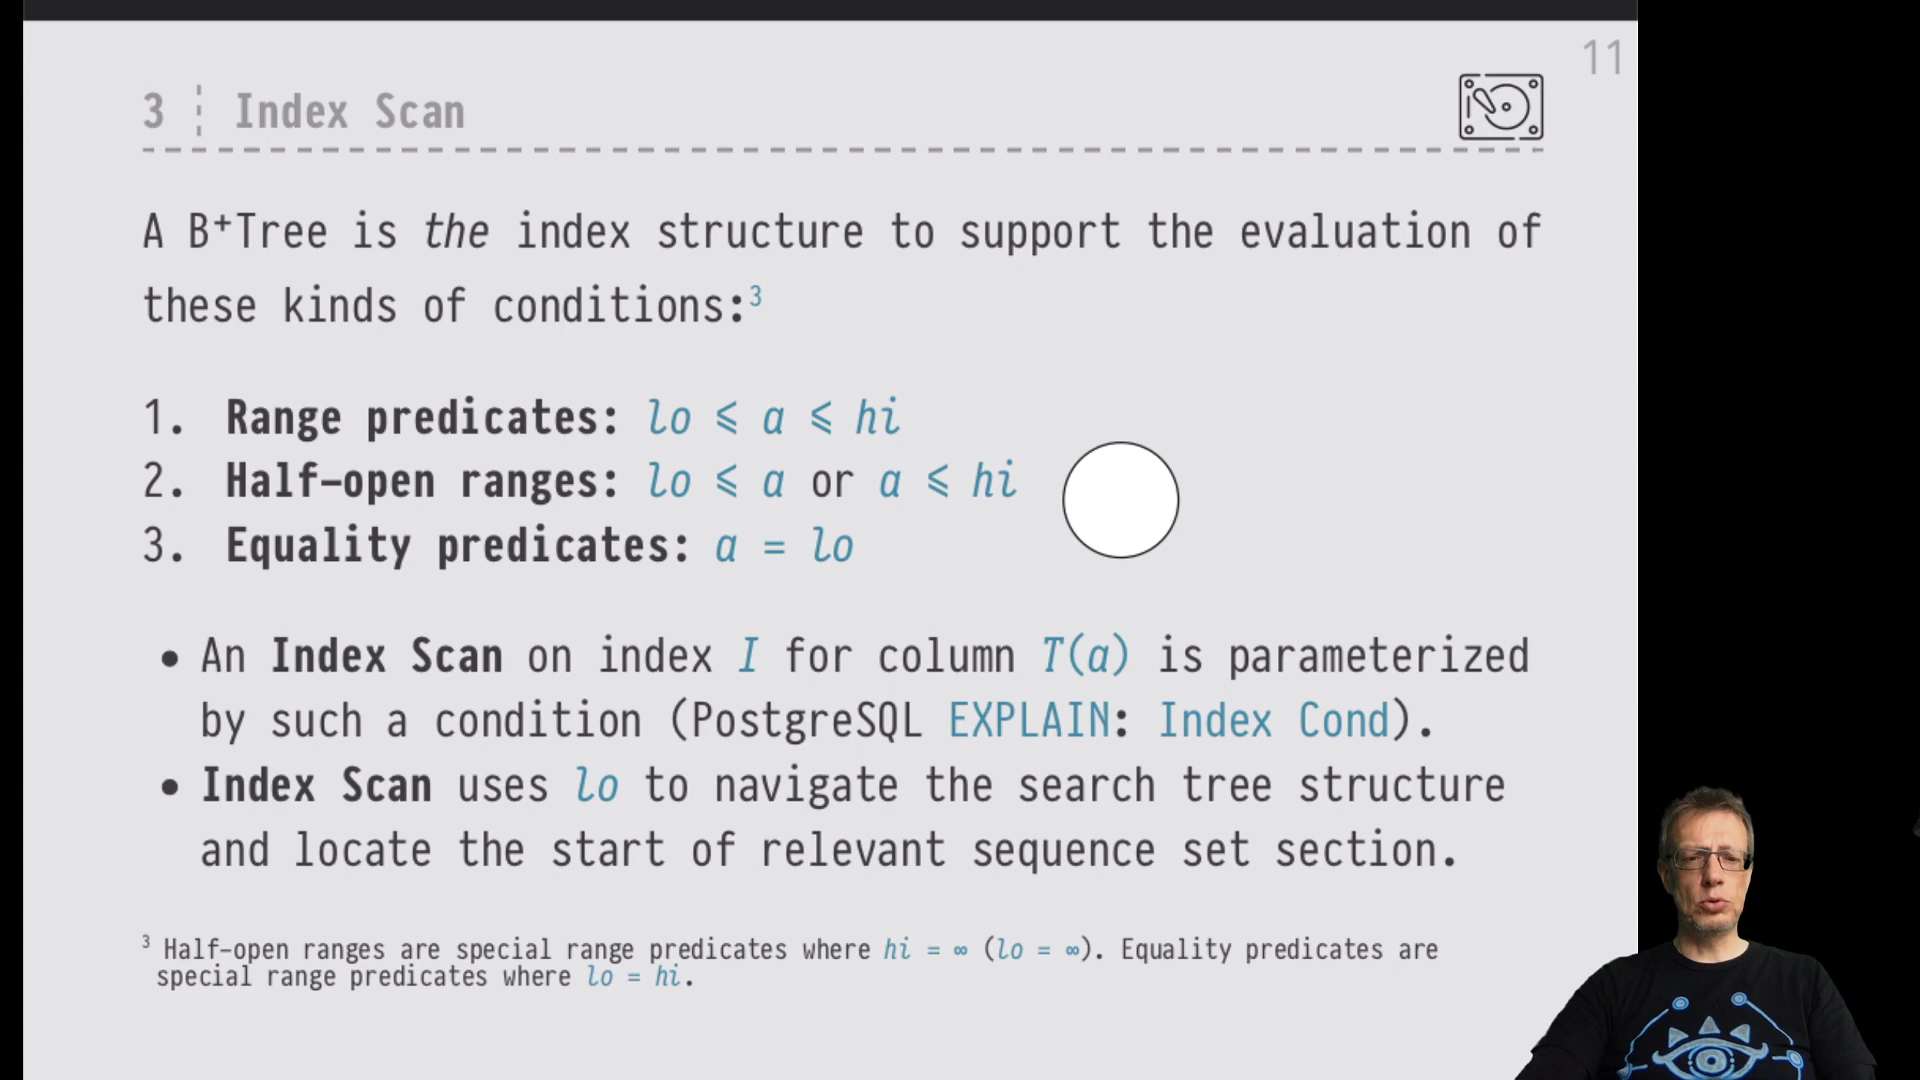 11
3 ┆ Index Scan
A B⁺Tree is the index structure to support the evaluation of
these kinds of conditions:³
1. Range predicates: lo ⩽ a ⩽ hi
2. Half-open ranges: lo ⩽ a or a ⩽ hi
3. Equality predicates: a = lo
• An Index Scan on index I for column T(a) is parameterized
by such a condition (PostgreSQL EXPLAIN: Index Cond).
• Index Scan uses lo to navigate the search tree structure
and locate the start of relevant sequence set section.
³ Half-open ranges are special range predicates where hi = ∞ (lo = ∞). Equality predicates are
special range predicates where lo = hi.